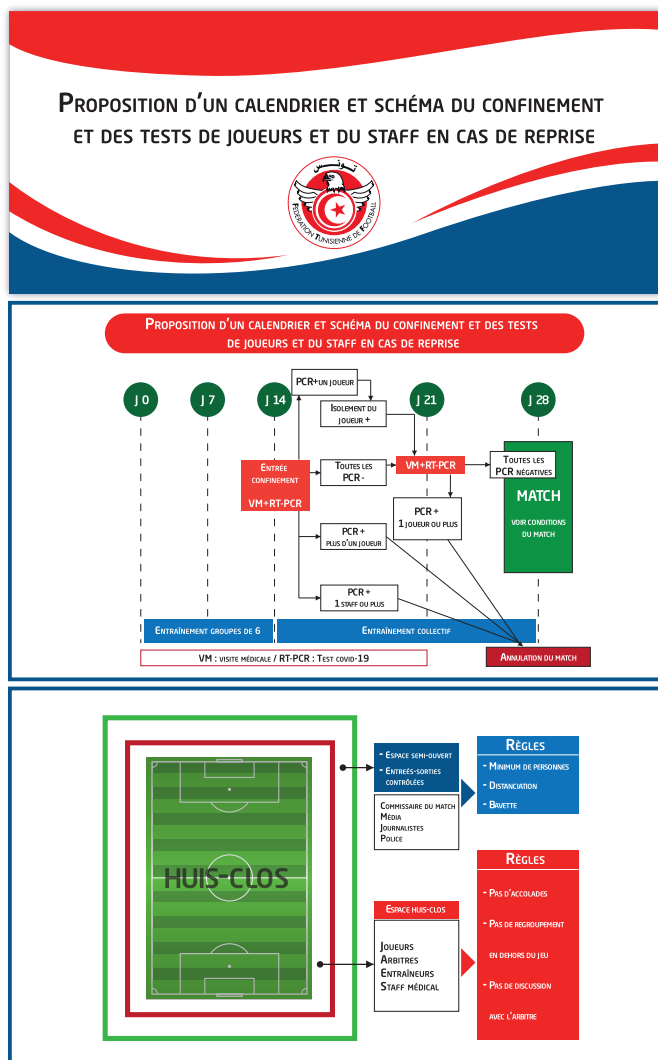 Proposition d'un calendrier et schéma du confinement
et des tests de joueurs et du staff en cas de reprise
تونس
Fédération Tunisienne de Football
Proposition d'un calendrier et schéma du confinement et des tests
de joueurs et du staff en cas de reprise
J 0
J 7
J 14
J 21
J 28
PCR+un joueur
Isolement du
joueur +
Entrée
confinement
VM+RT-PCR
Toutes les
PCR -
VM+RT-PCR
Toutes les
PCR négatives
MATCH
voir conditions
du match
PCR +
1 joueur ou plus
PCR +
plus d'un joueur
PCR +
1 staff ou plus
Entraînement groupes de 6
Entraînement collectif
VM : visite médicale / RT-PCR : Test covid-19
Annulation du match
HUIS-CLOS
- Espace semi-ouvert
- Entreés-sorties
contrôlées
Commissaire du match
Média
Journalistes
Police
Règles
- Minimum de personnes
- Distanciation
- Bavette
Espace huis-clos
Joueurs
Arbitres
Entraîneurs
Staff médical
Règles
- Pas d'accolades
- Pas de regroupement
en dehors du jeu
- Pas de discussion
avec l'arbitre